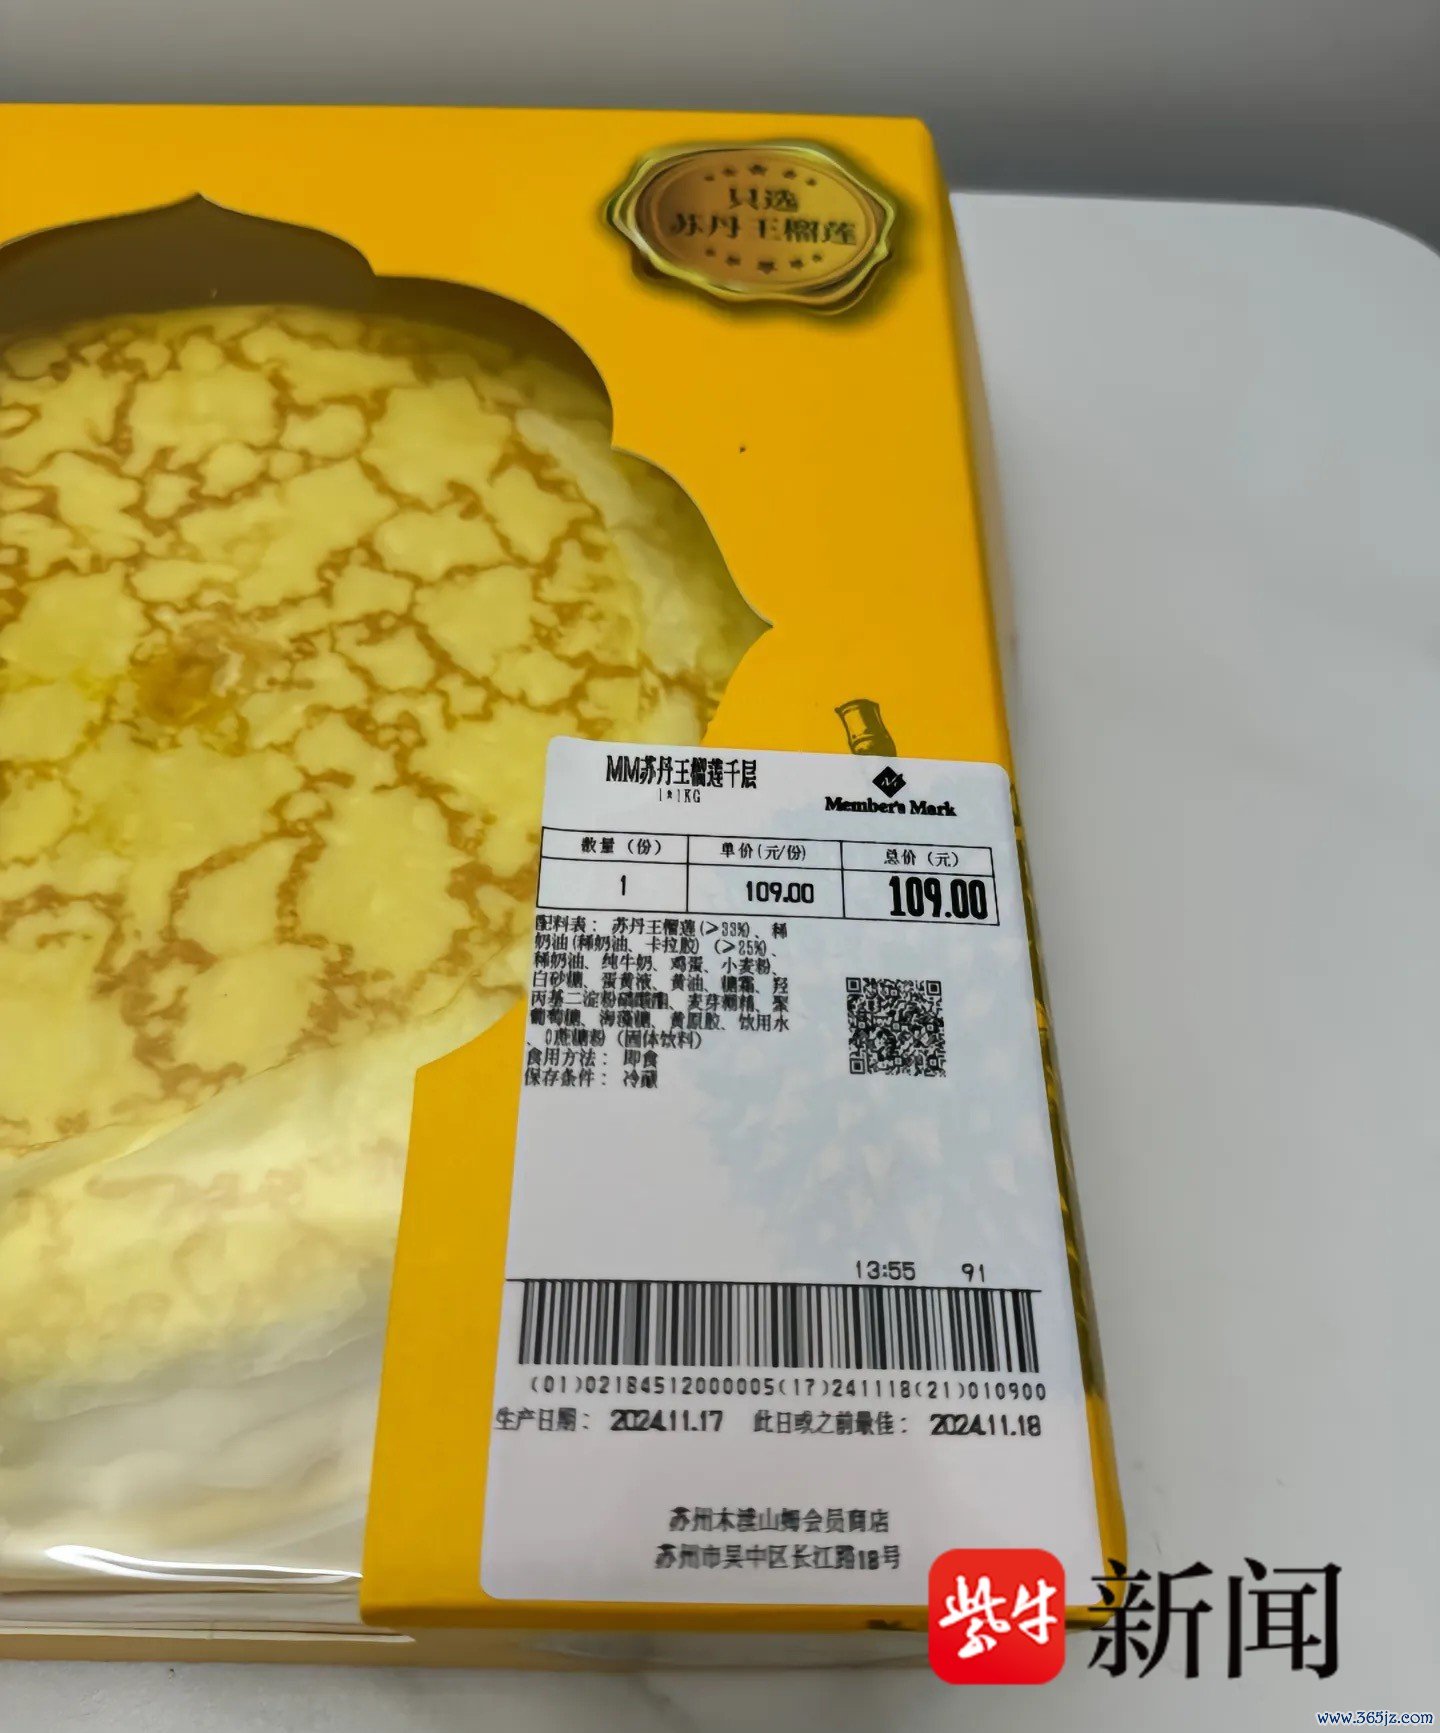 只选
苏丹王榴莲
MM苏丹王榴莲千层
1*1KG
Member's Mark
数量（份） 单价(元/份) 总价（元）
1 109.00 109.00
配料表： 苏丹王榴莲(≥33%)、稀
奶油(稀奶油、卡拉胶)（≥25%)、
稀奶油、纯牛奶、鸡蛋、小麦粉、
白砂糖、蛋黄液、黄油、糖霜、羟
丙基二淀粉磷酸酯、麦芽糊精、聚
葡萄糖、海藻糖、黄原胶、饮用水
、0蔗糖粉（固体饮料）
食用方法： 即食
保存条件： 冷藏
13:55 91
(01)02184512000005(17)241118(21)010900
生产日期： 2024.11.17 此日或之前最佳： 2024.11.18
苏州木渎山姆会员商店
苏州市吴中区长江路18号
紫牛新闻
www.365jz.com